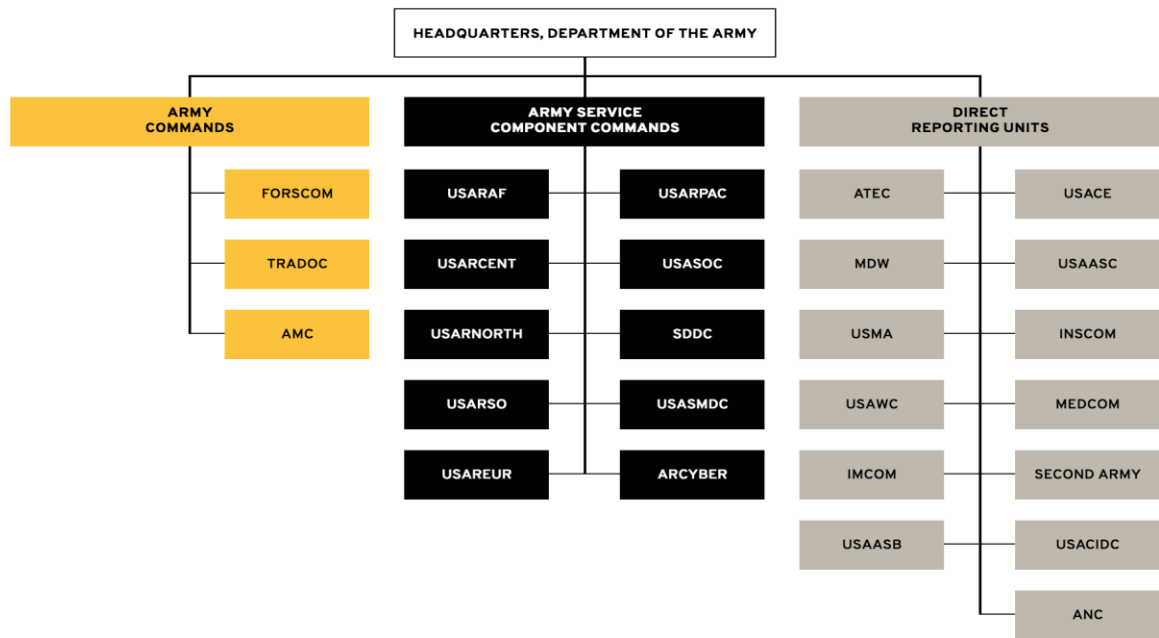 HEADQUARTERS, DEPARTMENT OF THE ARMY
ARMY
COMMANDS
FORSCOM
TRADOC
AMC
ARMY SERVICE
COMPONENT COMMANDS
USARAF
USARPAC
USARCENT
USASOC
USARNORTH
SDDC
USARSO
USASMDC
USAREUR
ARCYBER
DIRECT
REPORTING UNITS
ATEC
USACE
MDW
USAASC
USMA
INSCOM
USAWC
MEDCOM
IMCOM
SECOND ARMY
USAASB
USACIDC
ANC